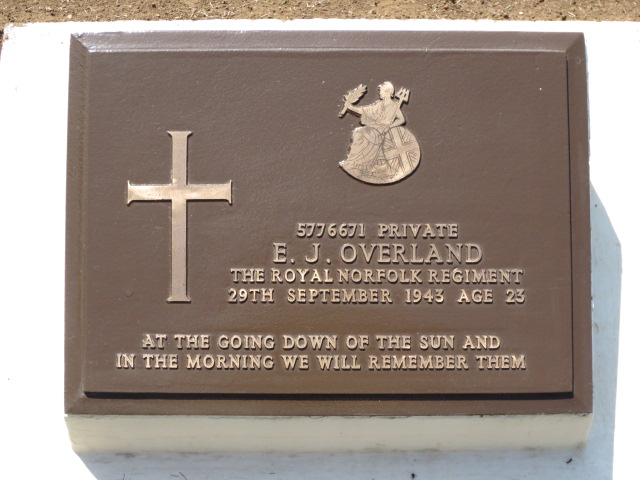 5776671 PRIVATE
E. J. OVERLAND
THE ROYAL NORFOLK REGIMENT
29TH SEPTEMBER 1943 AGE 23
AT THE GOING DOWN OF THE SUN AND
IN THE MORNING WE WILL REMEMBER THEM